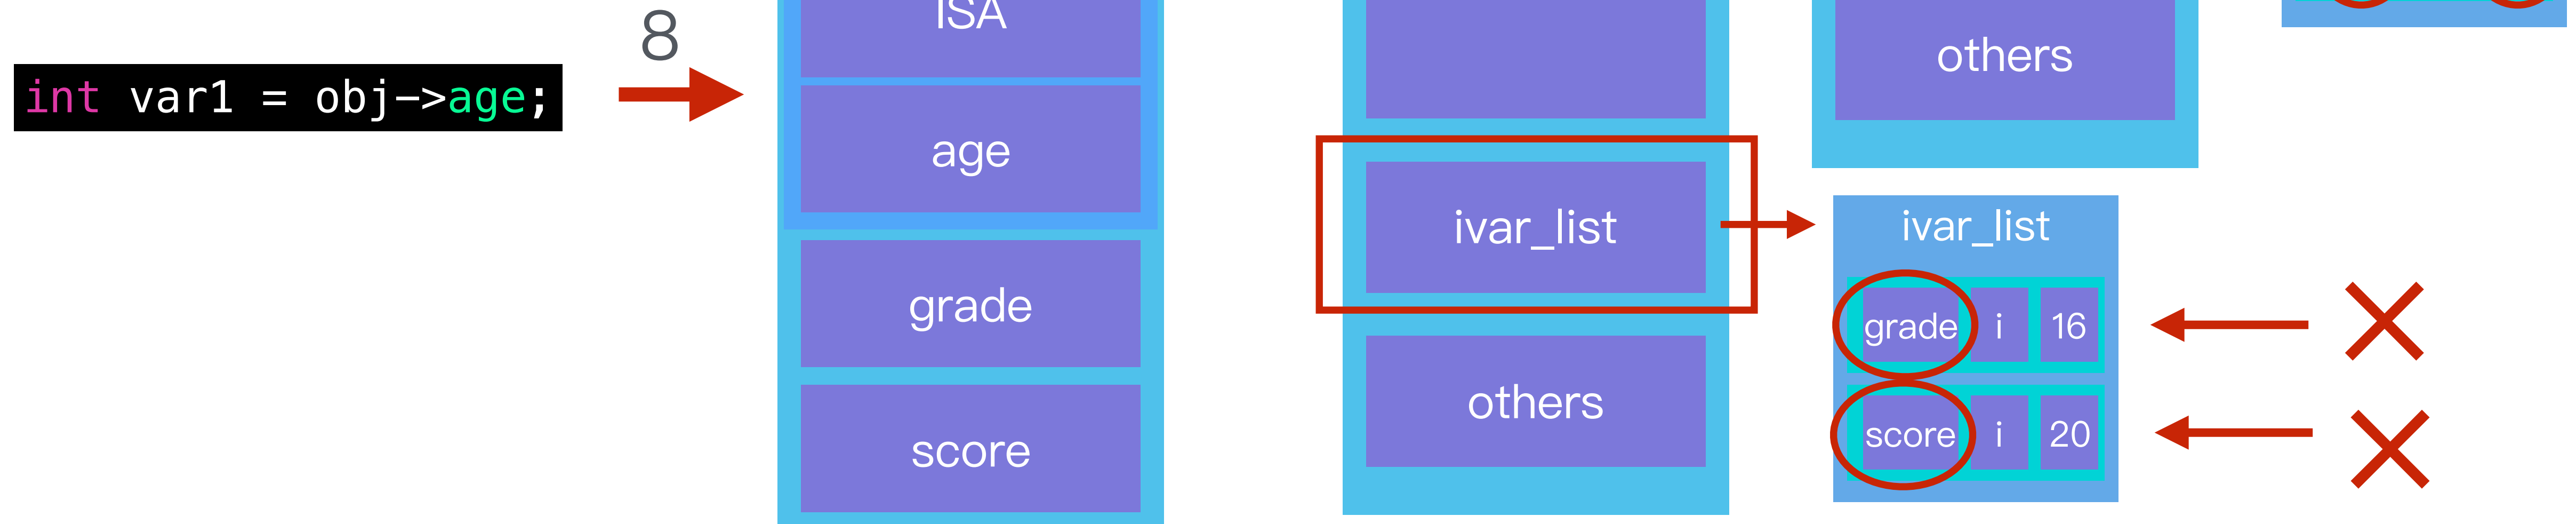 8
int var1 = obj->age;
ISA
age
grade
score
ivar_list
others
others
ivar_list
grade i 16
score i 20